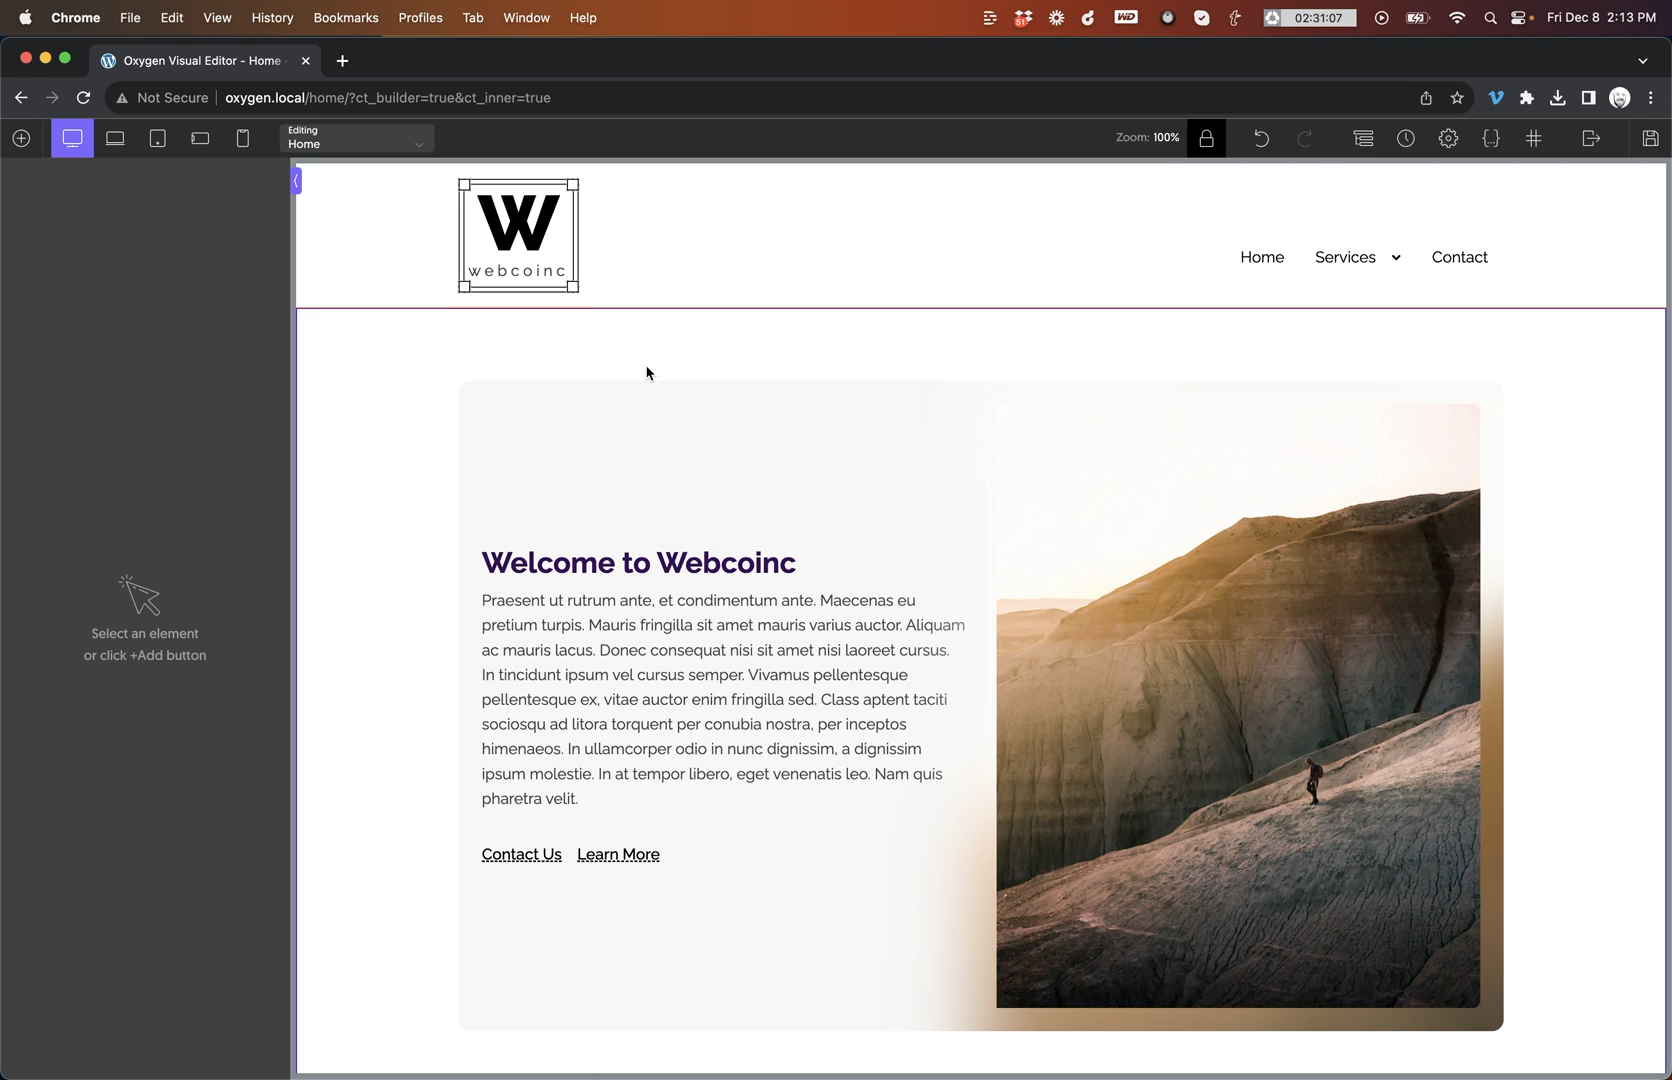 Chrome File Edit View History Bookmarks Profiles Tab Window Help 51 WD 02:31:07 Fri Dec 8 2:13 PM
Oxygen Visual Editor - Home -
Not Secure oxygen.local/home/?ct_builder=true&ct_inner=true
Editing
Home
Zoom: 100%
W
webcoinc
Home Services Contact
Select an element
or click +Add button
Welcome to Webcoinc
Praesent ut rutrum ante, et condimentum ante. Maecenas eu
pretium turpis. Mauris fringilla sit amet mauris varius auctor. Aliquam
ac mauris lacus. Donec consequat nisi sit amet nisi laoreet cursus.
In tincidunt ipsum vel cursus semper. Vivamus pellentesque
pellentesque ex, vitae auctor enim fringilla sed. Class aptent taciti
sociosqu ad litora torquent per conubia nostra, per inceptos
himenaeos. In ullamcorper odio in nunc dignissim, a dignissim
ipsum molestie. In at tempor libero, eget venenatis leo. Nam quis
pharetra velit.
Contact Us Learn More